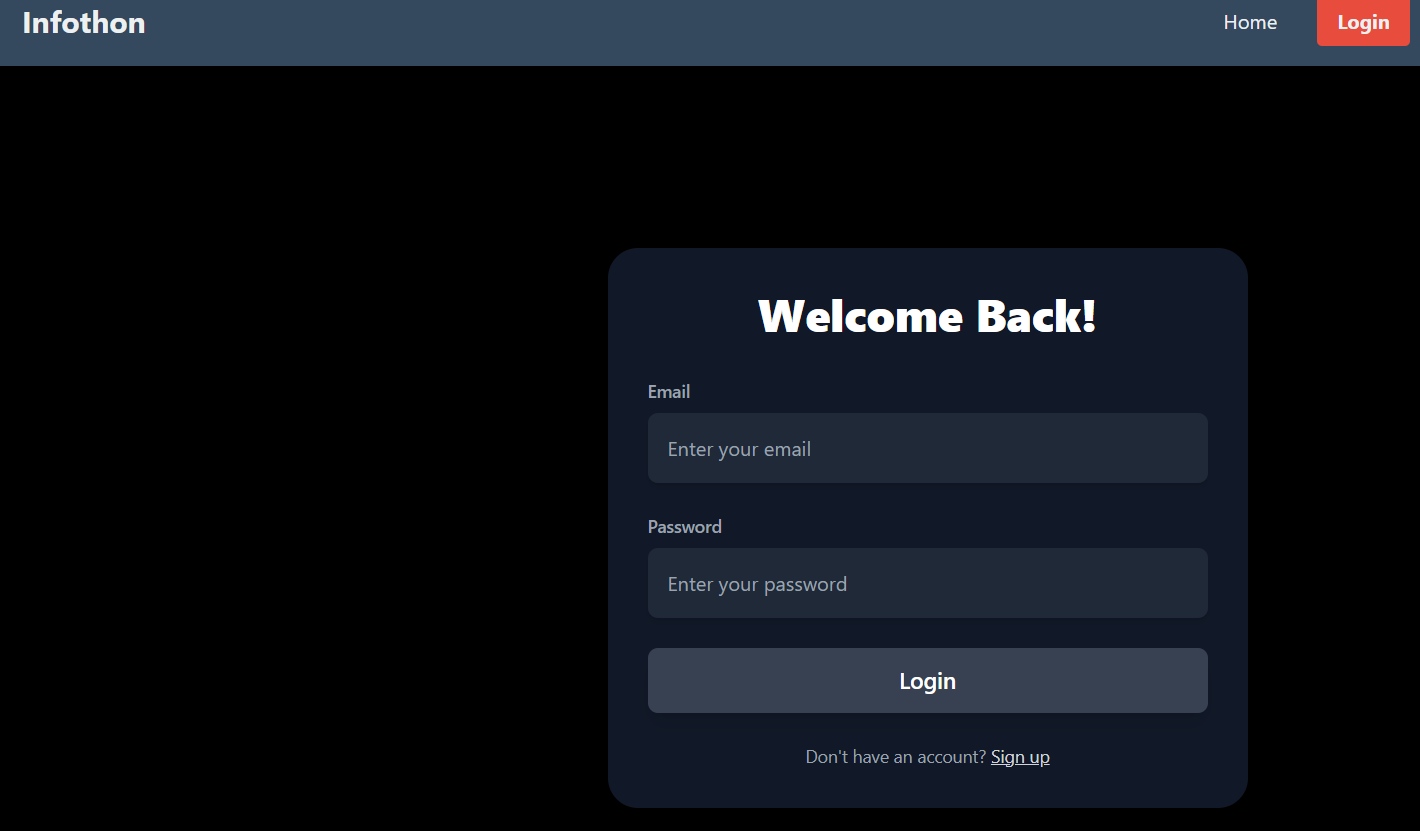 Infothon
Home
Login
Welcome Back!
Email
Enter your email
Password
Enter your password
Login
Don't have an account? Sign up